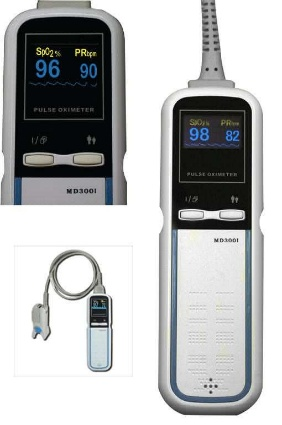 SpO2% PRbpm
96 90
PULSE OXIMETER
MD300I
SpO2% PRbpm
98 82
PULSE OXIMETER
MD300I